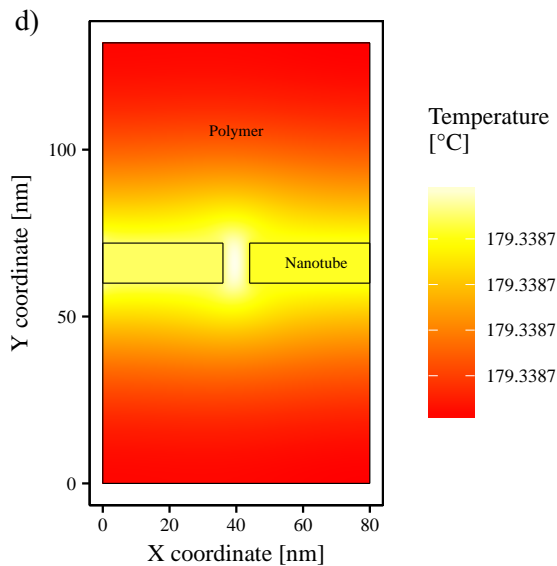 d)
Polymer
Nanotube
100
50
0
Y coordinate [nm]
0 20 40 60 80
X coordinate [nm]
Temperature
[°C]
179.3387
179.3387
179.3387
179.3387